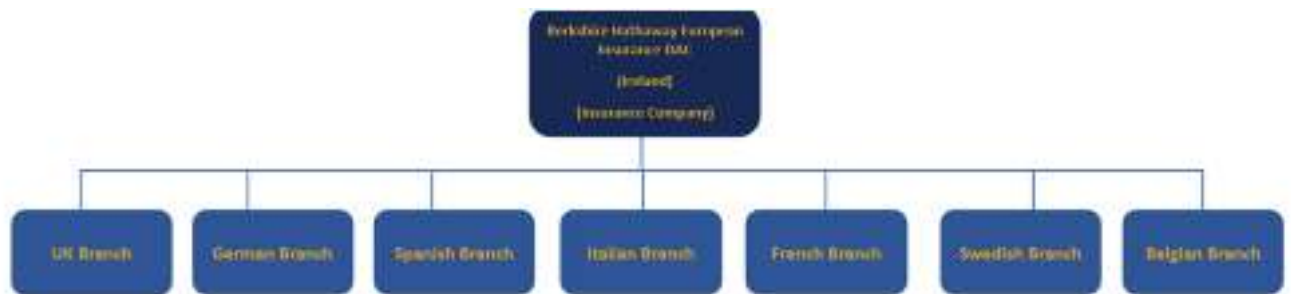 Berkshire Hathaway European
Insurance DAC
(Ireland)
(Insurance Company)
UK Branch
German Branch
Spanish Branch
Italian Branch
French Branch
Swedish Branch
Belgian Branch